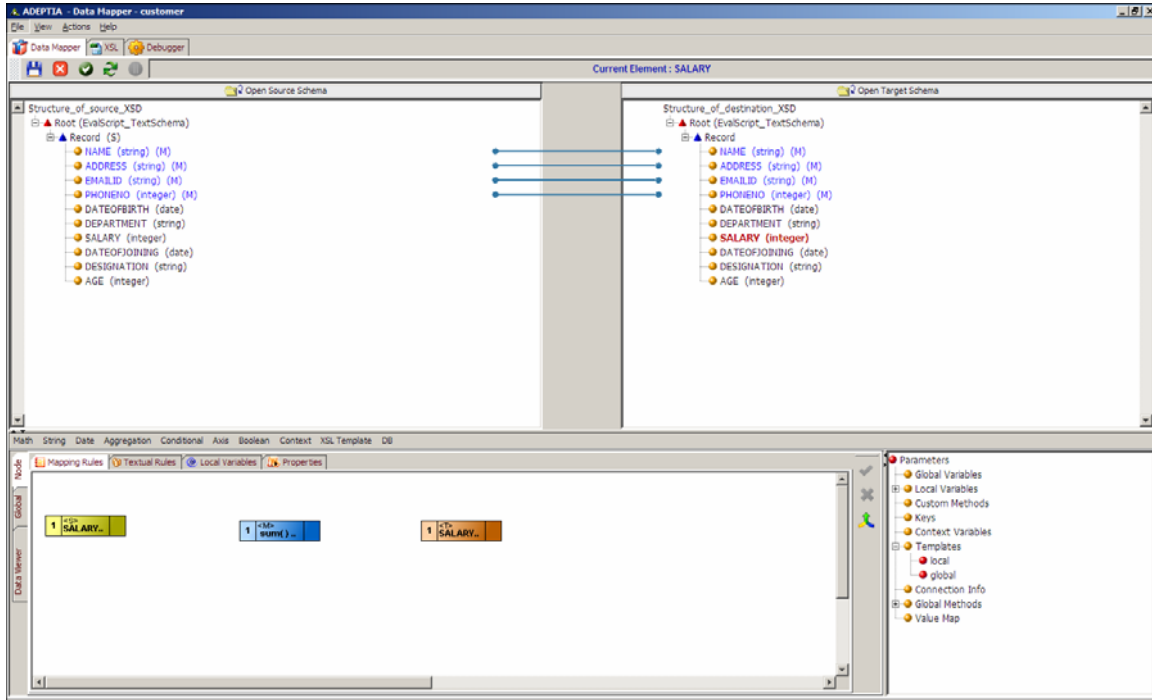 ADEPTIA - Data Mapper - customer
File View Actions Help
Data Mapper XSL Debugger
Current Element : SALARY
Open Source Schema
Structure_of_source_XSD
Root (EvalScript_TextSchema)
Record (S)
NAME (string) (M)
ADDRESS (string) (M)
EMAILID (string) (M)
PHONENO (integer) (M)
DATEOFBIRTH (date)
DEPARTMENT (string)
SALARY (integer)
DATEOFJOINING (date)
DESIGNATION (string)
AGE (integer)
Open Target Schema
Structure_of_destination_XSD
Root (EvalScript_TextSchema)
Record
NAME (string) (M)
ADDRESS (string) (M)
EMAILID (string) (M)
PHONENO (integer) (M)
DATEOFBIRTH (date)
DEPARTMENT (string)
SALARY (integer)
DATEOFJOINING (date)
DESIGNATION (string)
AGE (integer)
Math String Date Aggregation Conditional Axis Boolean Context XSL Template DB
Node
Global
Data Viewer
Mapping Rules Textual Rules Local Variables Properties
1 <S> SALARY...
1 <M> sum() ...
1 <T> SALARY...
Parameters
Global Variables
Local Variables
Custom Methods
Keys
Context Variables
Templates
local
global
Connection Info
Global Methods
Value Map